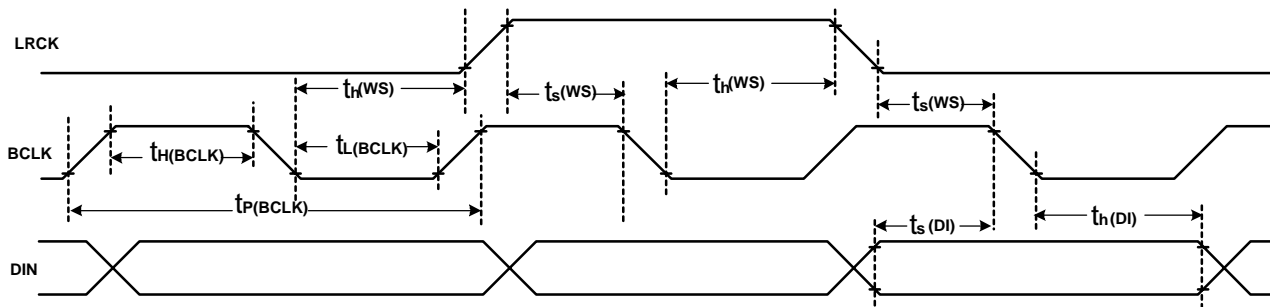 LRCK
th(WS) ts(WS) th(WS) ts(WS)
BCLK
tH(BCLK) tL(BCLK)
tP(BCLK)
ts(DI) th(DI)
DIN